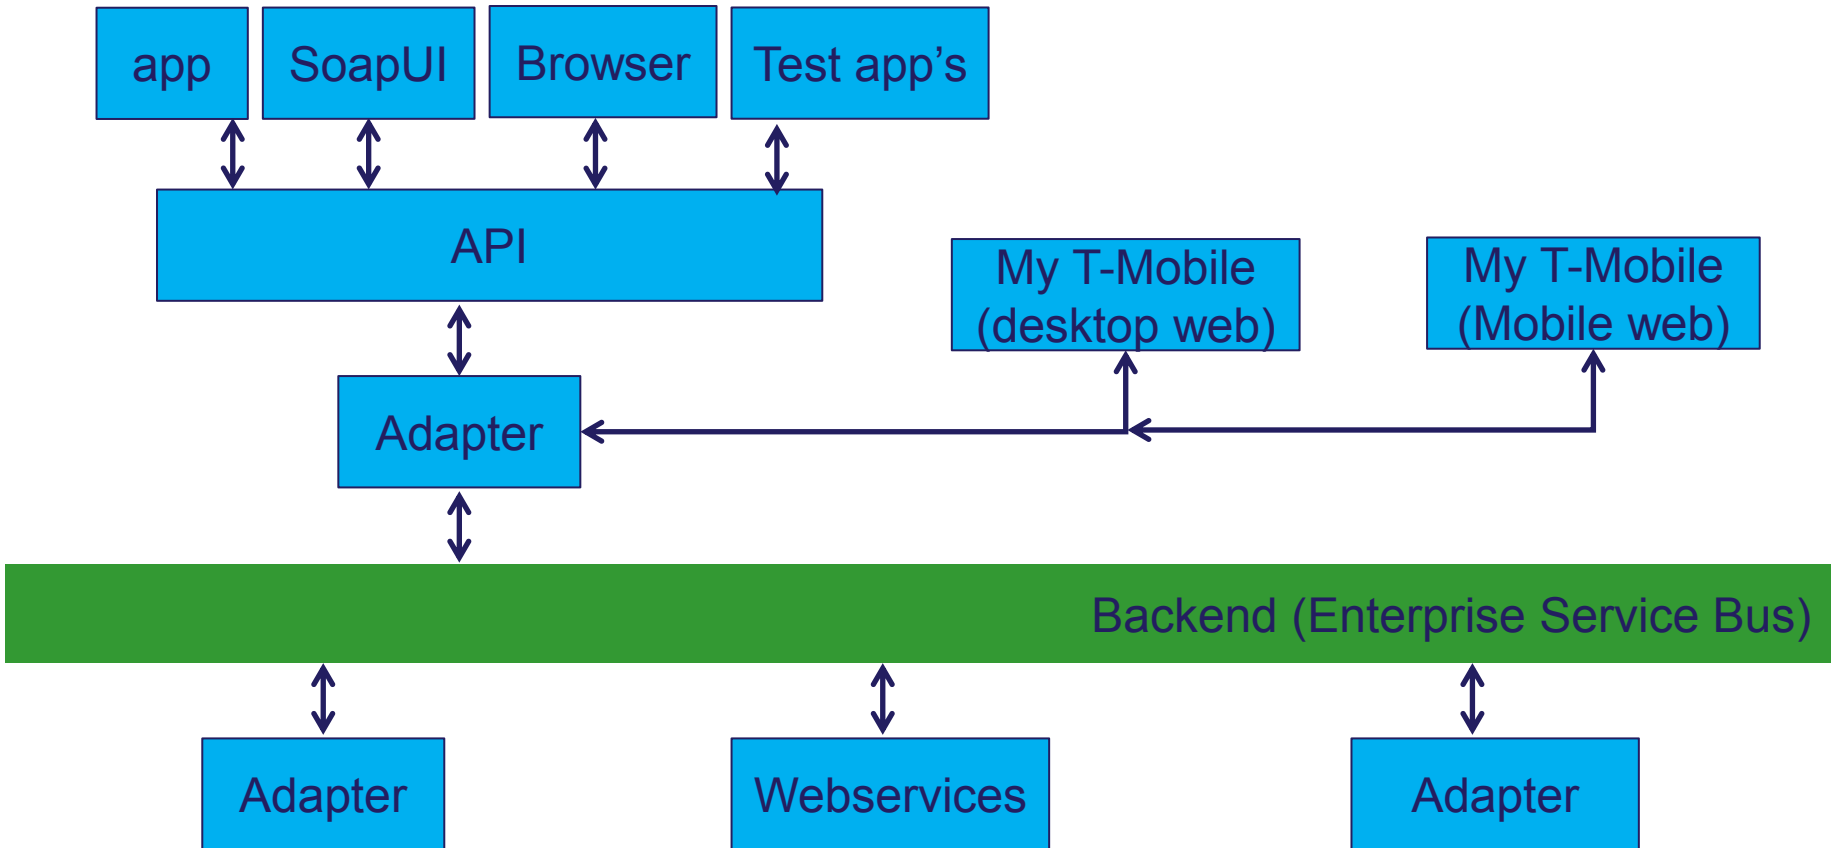 app
SoapUI
Browser
Test app’s
API
My T-Mobile
(desktop web)
My T-Mobile
(Mobile web)
Adapter
Backend (Enterprise Service Bus)
Adapter
Webservices
Adapter